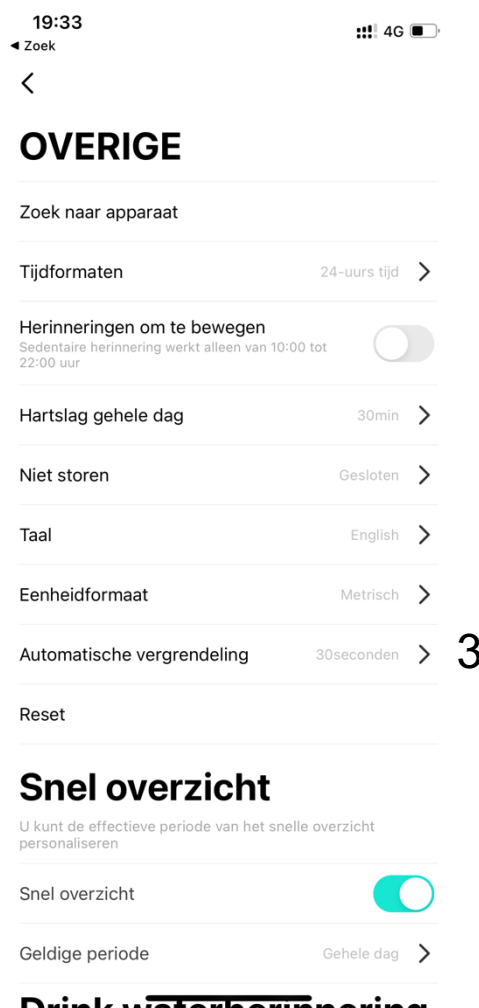 19:33
4G
◀ Zoek
OVERIGE
Zoek naar apparaat
Tijdformaten 24-uurs tijd
Herinneringen om te bewegen
Sedentaire herinnering werkt alleen van 10:00 tot
22:00 uur
Hartslag gehele dag 30min
Niet storen Gesloten
Taal English
Eenheidformaat Metrisch
Automatische vergrendeling 30seconden
3
Reset
Snel overzicht
U kunt de effectieve periode van het snelle overzicht
personaliseren
Snel overzicht
Geldige periode Gehele dag
Drink waterherinnering